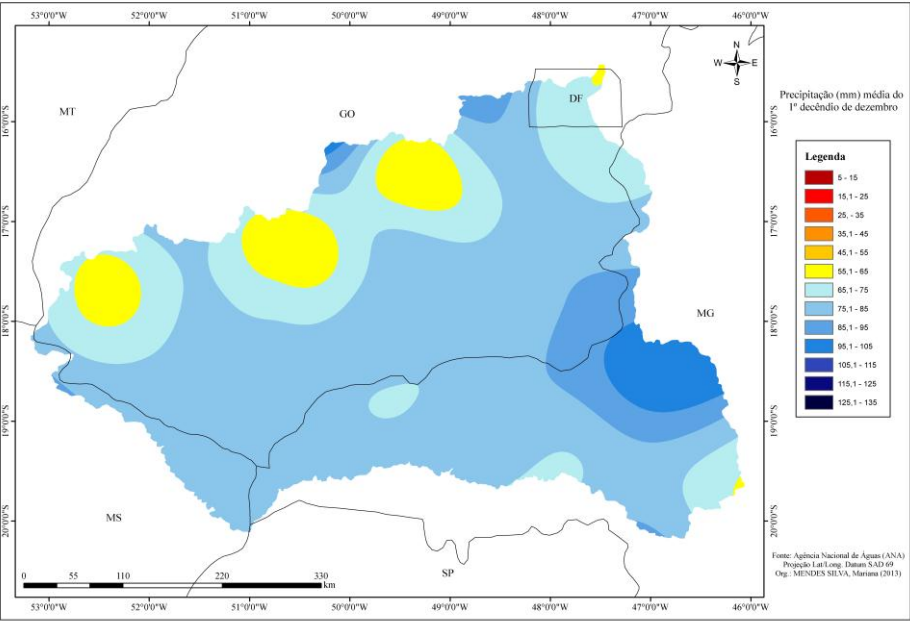 53°0'0"W 52°0'0"W 51°0'0"W 50°0'0"W 49°0'0"W 48°0'0"W 47°0'0"W 46°0'0"W
N
W E
S
MT
GO
DF
MG
MS
SP
16°0'0"S
17°0'0"S
18°0'0"S
19°0'0"S
20°0'0"S
16°0'0"S
17°0'0"S
18°0'0"S
19°0'0"S
20°0'0"S
0 55 110 220 330
km
53°0'0"W 52°0'0"W 51°0'0"W 50°0'0"W 49°0'0"W 48°0'0"W 47°0'0"W 46°0'0"W
Precipitação (mm) média do
1º decêndio de dezembro
Legenda
5 - 15
15,1 - 25
25, - 35
35,1 - 45
45,1 - 55
55,1 - 65
65,1 - 75
75,1 - 85
85,1 - 95
95,1 - 105
105,1 - 115
115,1 - 125
125,1 - 135
Fonte: Agência Nacional de Águas (ANA)
Projeção Lat/Long. Datum SAD 69
Org.: MENDES SILVA, Mariana (2013)